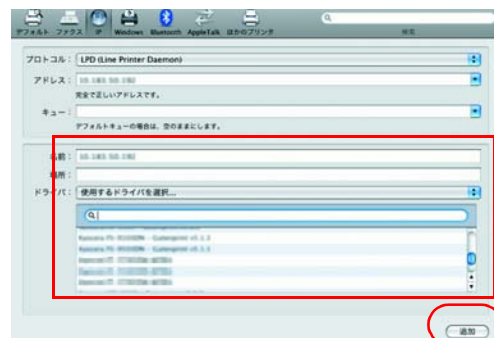 デフォルト ファクス IP Windows Bluetooth AppleTalk ほかのプリンタ 検索
プロトコル： LPD (Line Printer Daemon)
アドレス： 10.183.50.192
完全で正しいアドレスです。
キュー：
デフォルトキューの場合は、空のままにします。
名前： 10.183.50.192
場所：
ドライバ： 使用するドライバを選択...
追加